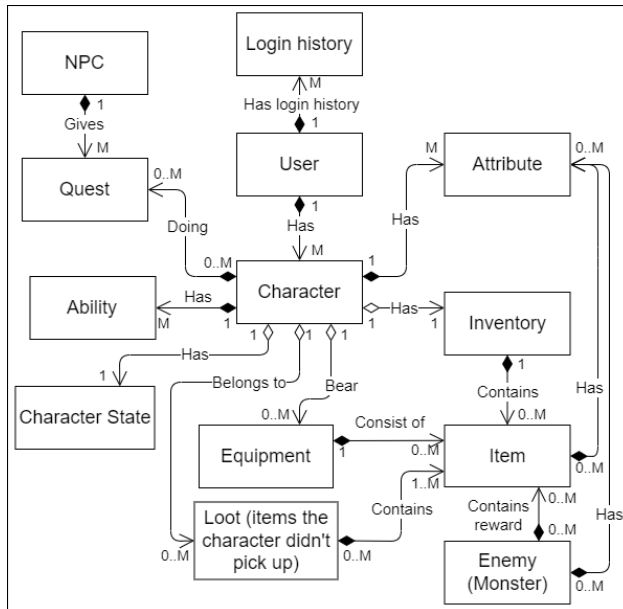 Login history
NPC
M
1
Has login history
Gives
1
M
User
M
0..M
Quest
0..M
Attribute
1
Doing
Has
Has
0..M
M
1
Ability
Has
Character
Has
Inventory
M
1
1
1
1
1
1
1
Has
Contains
Character State
1
Belongs to
Bear
Has
0..M
0..M
Equipment
Consist of
Item
1
0..M
0..M
1..M
Loot (items the
character didn't
pick up)
Contains
Contains
reward
0..M
Has
0..M
0..M
0..M
Enemy
(Monster)
0..M